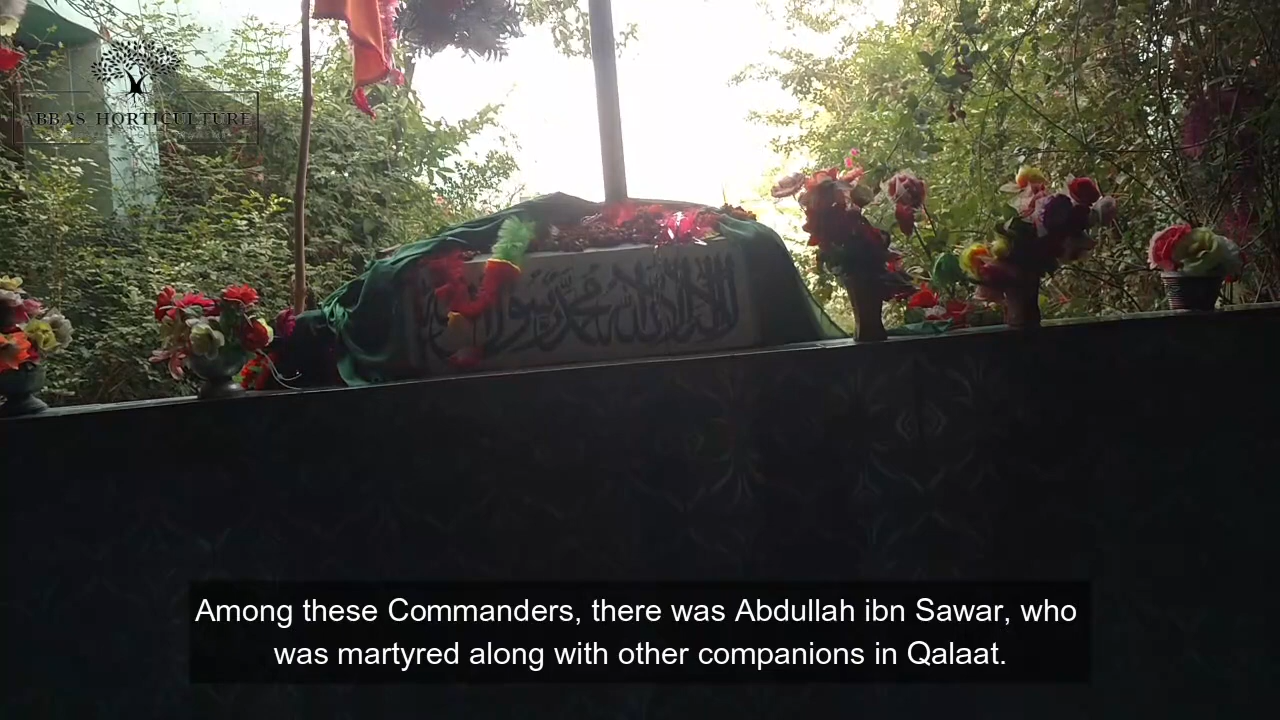 ABBAS HORTICULTURE
لا اله الا الله محمد رسول الله
Among these Commanders, there was Abdullah ibn Sawar, who
was martyred along with other companions in Qalaat.